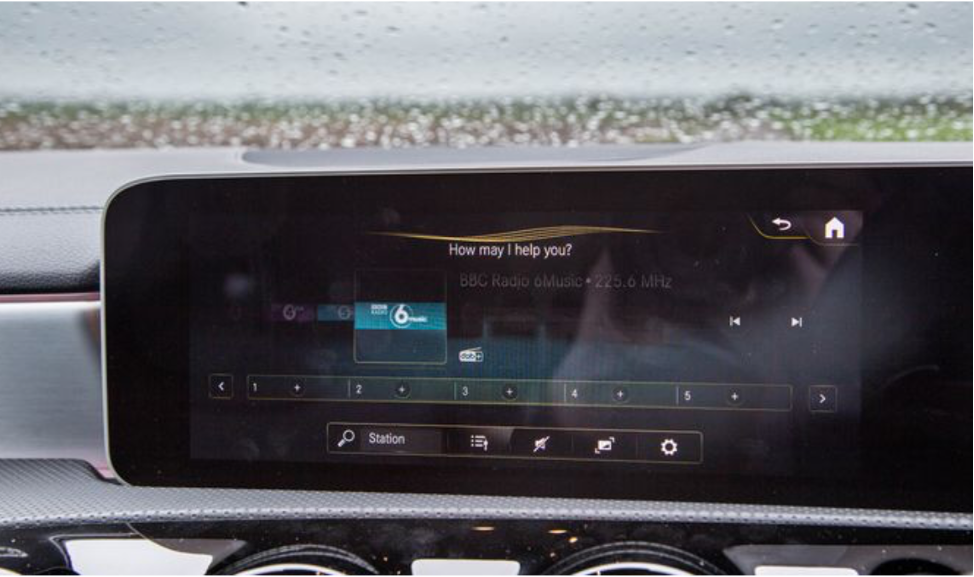 How may I help you?
BBC Radio 6Music • 225.6 MHz
BBC
RADIO
6 music
dab+
1 + 2 + 3 + 4 + 5 +
Station